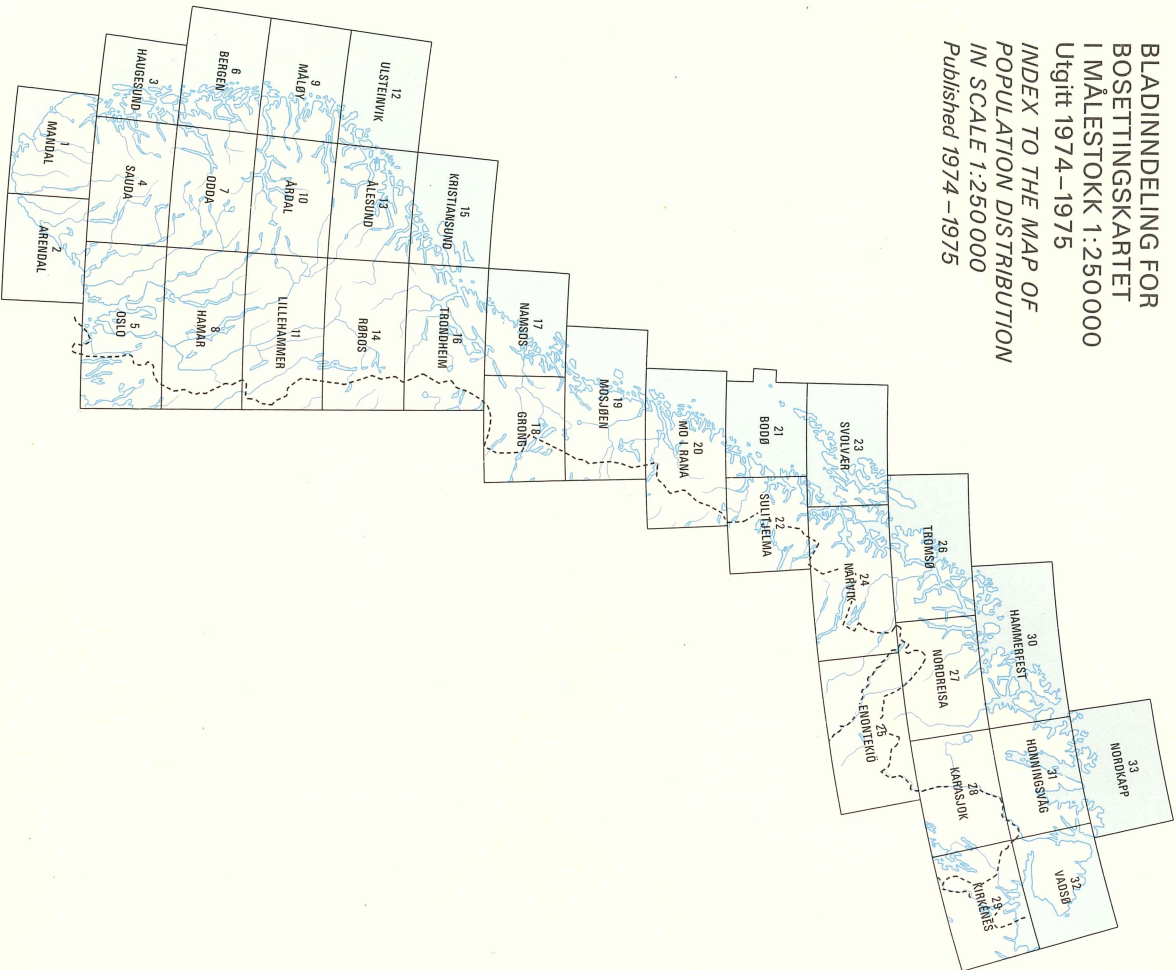 BLADINNDELING FOR
BOSETTINGSKARTET
I MÅLESTOKK 1:250 000
Utgitt 1974–1975
INDEX TO THE MAP OF
POPULATION DISTRIBUTION
IN SCALE 1:250 000
Published 1974–1975
33
NORDKAPP
32
VADSØ
31
HONNINGSVÅG
30
HAMMERFEST
29
KIRKENES
28
KARASJOK
27
NORDREISA
26
TROMSØ
25
ENONTEKIÖ
24
NARVIK
23
SVOLVÆR
22
SULITJELMA
21
BODØ
20
MO I RANA
19
MOSJØEN
18
GRONG
17
NAMSOS
16
TRONDHEIM
15
KRISTIANSUND
14
RØROS
13
ÅLESUND
12
ULSTEINVIK
11
LILLEHAMMER
10
ÅRDAL
9
MÅLØY
8
HAMAR
7
ODDA
6
BERGEN
5
OSLO
4
SAUDA
3
HAUGESUND
2
ARENDAL
1
MANDAL